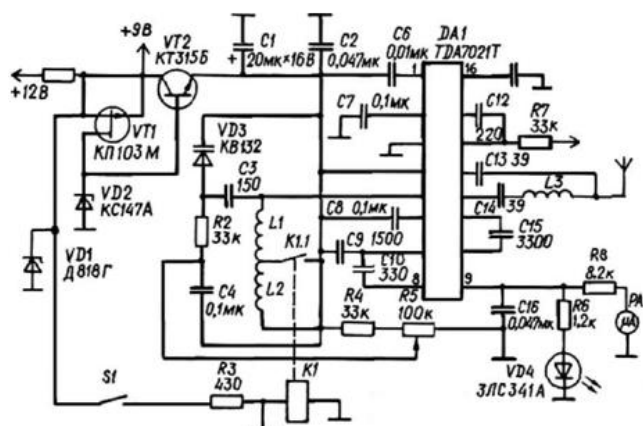 +9В
VT2
КТ315Б
C1
+
20мк×16В
C2
0,047мк
C6
0,01мк
DA1
TDA7021T
1
16
+12В
VT1
КП103М
C7
0,1мк
C12
220
R7
33к
VD3
КВ132
C3
150
C13 39
L3
VD2
КС147А
C8 0,1мк
C14
39
R2
33к
L1
K1.1
1500
C9
C15
3300
VD1
Д818Г
L2
C10
330
8
9
R8
8.2к
C4
0,1мк
R4
33к
R5
100к
C16
0,047мк
R6
1,2к
PA
μA
S1
R3
430
K1
VD4
ЗЛС341А